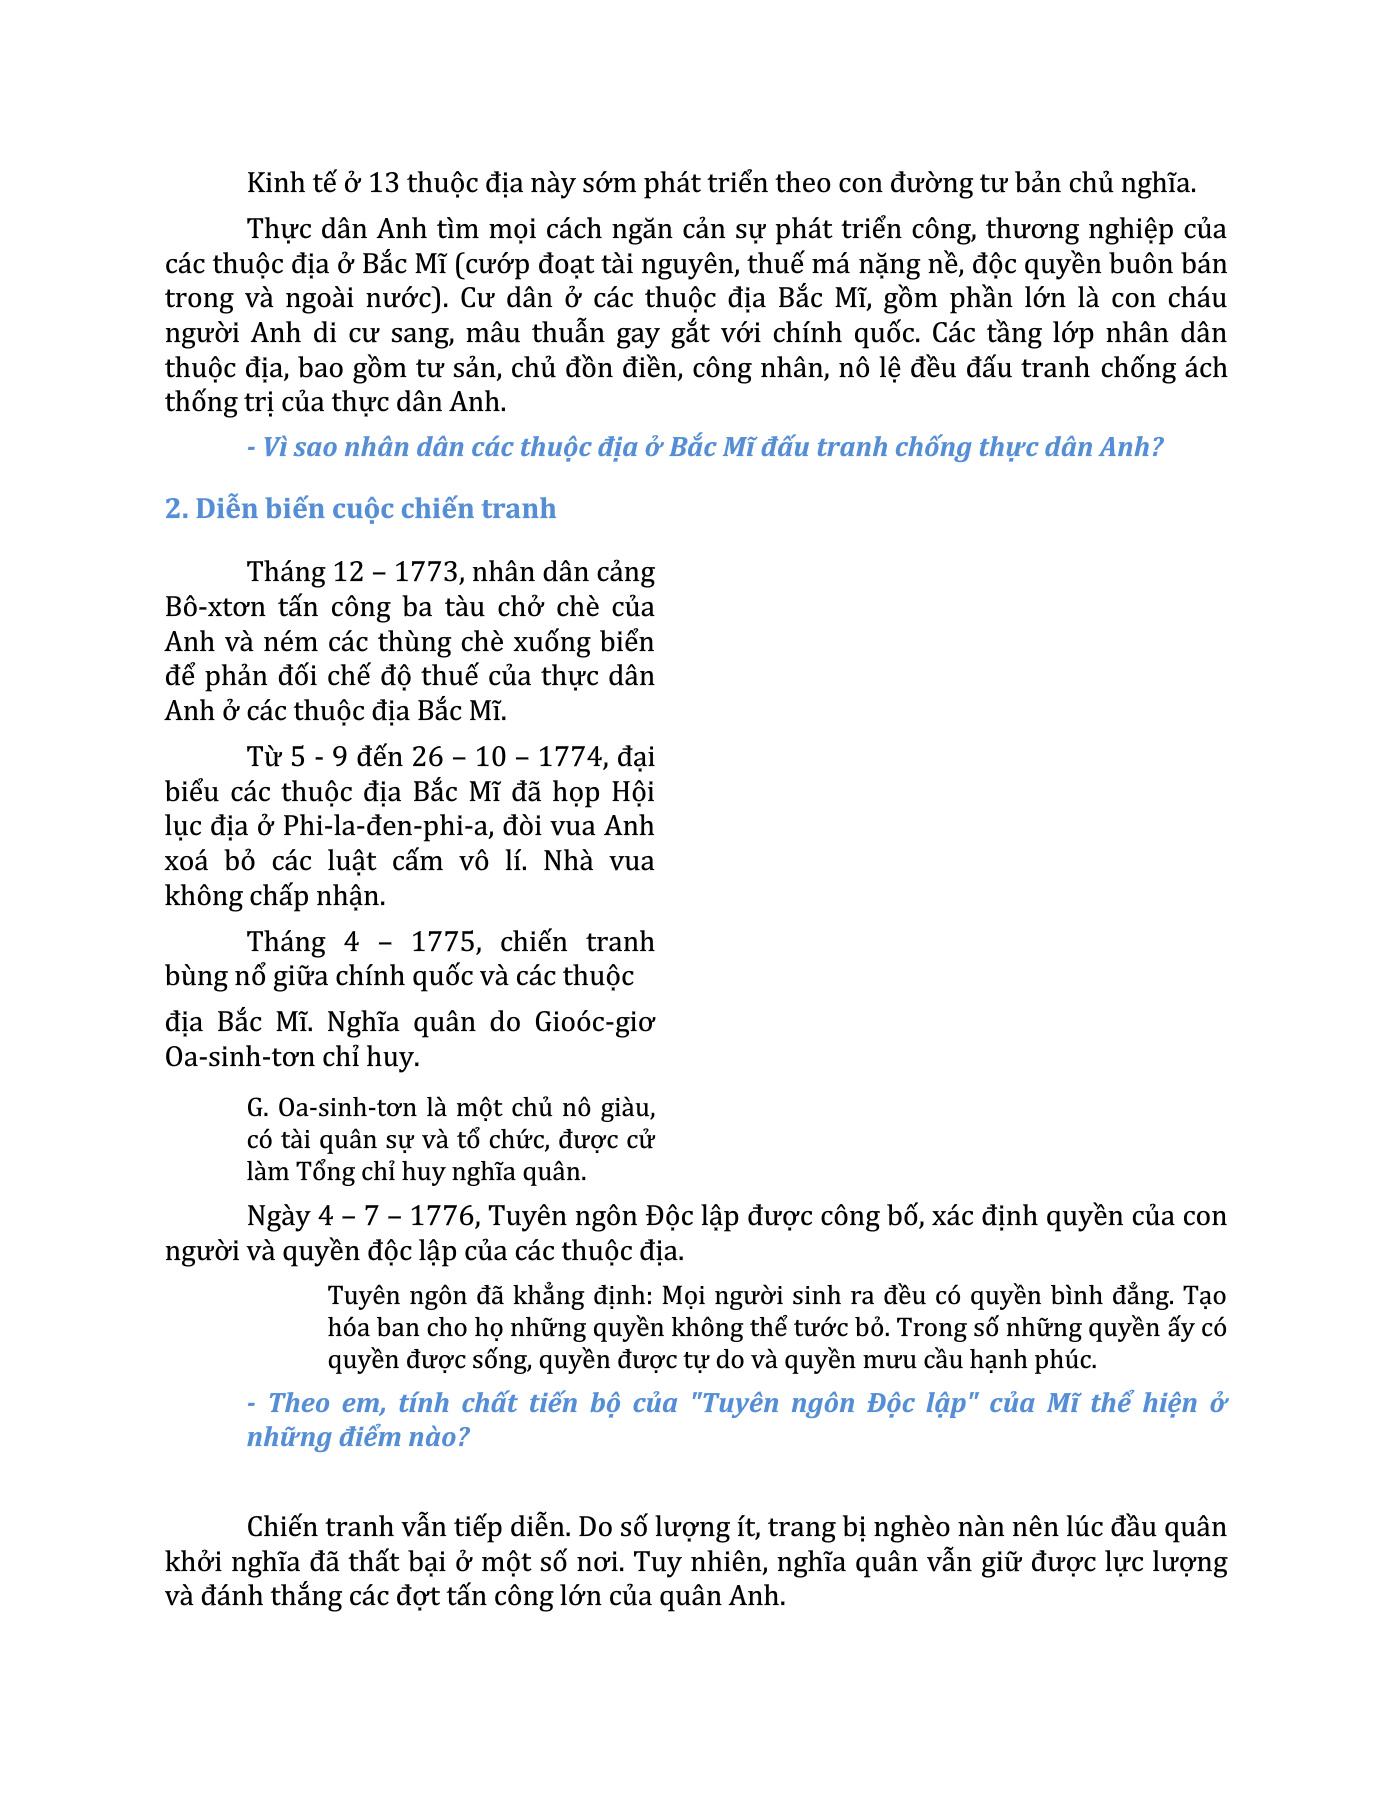 Kinh tế ở 13 thuộc địa này sớm phát triển theo con đường tư bản chủ nghĩa.
Thực dân Anh tìm mọi cách ngăn cản sự phát triển công, thương nghiệp của
các thuộc địa ở Bắc Mĩ (cướp đoạt tài nguyên, thuế má nặng nề, độc quyền buôn bán
trong và ngoài nước). Cư dân ở các thuộc địa Bắc Mĩ, gồm phần lớn là con cháu
người Anh di cư sang, mâu thuẫn gay gắt với chính quốc. Các tầng lớp nhân dân
thuộc địa, bao gồm tư sản, chủ đồn điền, công nhân, nô lệ đều đấu tranh chống ách
thống trị của thực dân Anh.
- Vì sao nhân dân các thuộc địa ở Bắc Mĩ đấu tranh chống thực dân Anh?
2. Diễn biến cuộc chiến tranh
Tháng 12 – 1773, nhân dân cảng
Bô-xtơn tấn công ba tàu chở chè của
Anh và ném các thùng chè xuống biển
để phản đối chế độ thuế của thực dân
Anh ở các thuộc địa Bắc Mĩ.
Từ 5 - 9 đến 26 – 10 – 1774, đại
biểu các thuộc địa Bắc Mĩ đã họp Hội
lục địa ở Phi-la-đen-phi-a, đòi vua Anh
xoá bỏ các luật cấm vô lí. Nhà vua
không chấp nhận.
Tháng 4 – 1775, chiến tranh
bùng nổ giữa chính quốc và các thuộc
địa Bắc Mĩ. Nghĩa quân do Gioóc-giơ
Oa-sinh-tơn chỉ huy.
G. Oa-sinh-tơn là một chủ nô giàu,
có tài quân sự và tổ chức, được cử
làm Tổng chỉ huy nghĩa quân.
Ngày 4 – 7 – 1776, Tuyên ngôn Độc lập được công bố, xác định quyền của con
người và quyền độc lập của các thuộc địa.
Tuyên ngôn đã khẳng định: Mọi người sinh ra đều có quyền bình đẳng. Tạo
hóa ban cho họ những quyền không thể tước bỏ. Trong số những quyền ấy có
quyền được sống, quyền được tự do và quyền mưu cầu hạnh phúc.
- Theo em, tính chất tiến bộ của "Tuyên ngôn Độc lập" của Mĩ thể hiện ở
những điểm nào?
Chiến tranh vẫn tiếp diễn. Do số lượng ít, trang bị nghèo nàn nên lúc đầu quân
khởi nghĩa đã thất bại ở một số nơi. Tuy nhiên, nghĩa quân vẫn giữ được lực lượng
và đánh thắng các đợt tấn công lớn của quân Anh.